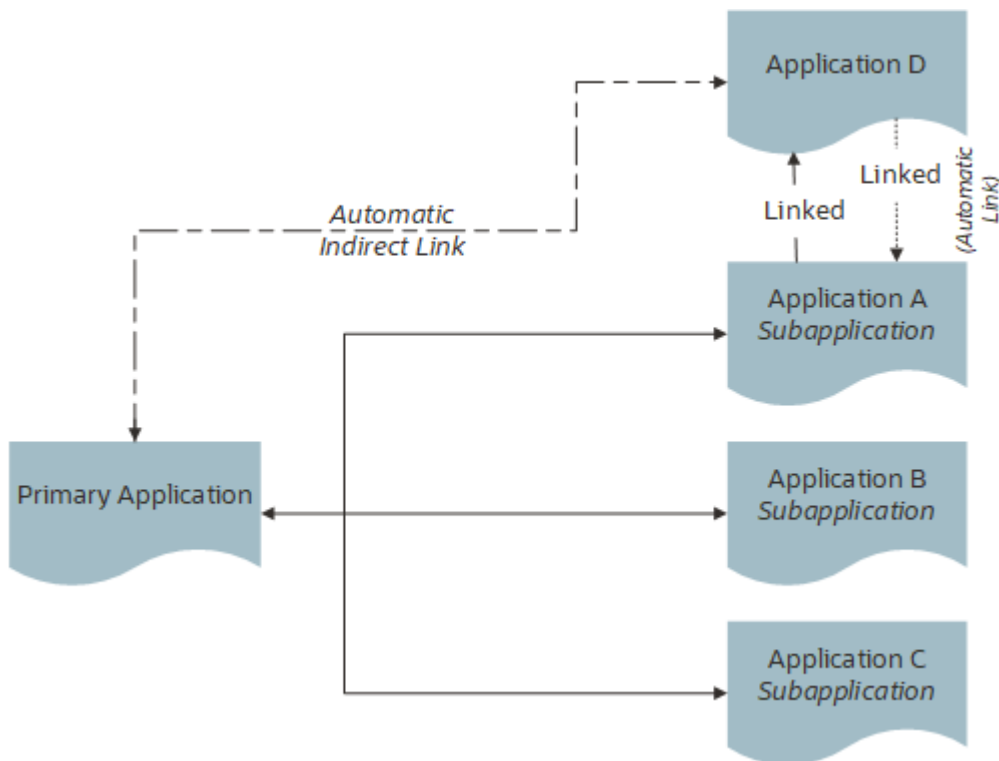 Application D
Linked
Linked
(Automatic
Link)
Automatic
Indirect Link
Application A
Subapplication
Primary Application
Application B
Subapplication
Application C
Subapplication